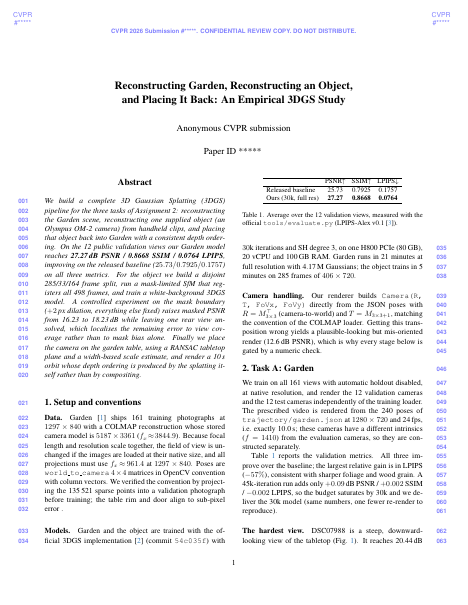 CVPR
#*****
CVPR
#*****
CVPR 2026 Submission #*****. CONFIDENTIAL REVIEW COPY. DO NOT DISTRIBUTE.
Reconstructing Garden, Reconstructing an Object,
and Placing It Back: An Empirical 3DGS Study
Anonymous CVPR submission
Paper ID *****
Abstract
001 We build a complete 3D Gaussian Splatting (3DGS)
002 pipeline for the three tasks of Assignment 2: reconstructing
003 the Garden scene, reconstructing one supplied object (an
004 Olympus OM-2 camera) from handheld clips, and placing
005 that object back into Garden with a consistent depth order-
006 ing. On the 12 public validation views our Garden model
007 reaches 27.27 dB PSNR / 0.8668 SSIM / 0.0764 LPIPS,
008 improving on the released baseline (25.73/0.7925/0.1757)
009 on all three metrics. For the object we build a disjoint
010 285/33/164 frame split, run a mask-limited SfM that reg-
011 isters all 498 frames, and train a white-background 3DGS
012 model. A controlled experiment on the mask boundary
013 (+2 px dilation, everything else fixed) raises masked PSNR
014 from 16.23 to 18.23 dB while leaving one rear view un-
015 solved, which localizes the remaining error to view cov-
016 erage rather than to mask bias alone. Finally we place
017 the camera on the garden table, using a RANSAC tabletop
018 plane and a width-based scale estimate, and render a 10 s
019 orbit whose depth ordering is produced by the splatting it-
020 self rather than by compositing.
021 1. Setup and conventions
022 Data. Garden [1] ships 161 training photographs at
023 1297 × 840 with a COLMAP reconstruction whose stored
024 camera model is 5187 × 3361 (fx ≈ 3844.9). Because focal
025 length and resolution scale together, the field of view is un-
026 changed if the images are loaded at their native size, and all
027 projections must use fx ≈ 961.4 at 1297 × 840. Poses are
028 world_to_camera 4 × 4 matrices in OpenCV convention
029 with column vectors. We verified the convention by project-
030 ing the 135 521 sparse points into a validation photograph
031 before training; the table rim and door align to sub-pixel
032 error .
033 Models. Garden and the object are trained with the of-
034 ficial 3DGS implementation [2] (commit 54c035f) with
PSNR↑ SSIM↑ LPIPS↓
Released baseline 25.73 0.7925 0.1757
Ours (30k, full res) 27.27 0.8668 0.0764
Table 1. Average over the 12 validation views, measured with the
official tools/evaluate.py (LPIPS-Alex v0.1 [3]).
30k iterations and SH degree 3, on one H800 PCIe (80 GB), 035
20 vCPU and 100 GB RAM. Garden runs in 21 minutes at 036
full resolution with 4.17 M Gaussians; the object trains in 5 037
minutes on 285 frames of 406 × 720. 038
Camera handling. Our renderer builds Camera(R, 039
T, FoVx, FoVy) directly from the JSON poses with 040
(camera-to-world) and matching 041
the convention of the COLMAP loader. Getting this trans- 042
position wrong yields a plausible-looking but mis-oriented 043
render (12.6 dB PSNR), which is why every stage below is 044
gated by a numeric check. 045
2. Task A: Garden 046
We train on all 161 views with automatic holdout disabled, 047
at native resolution, and render the 12 validation cameras 048
and the 12 test cameras independently of the training loader. 049
The prescribed video is rendered from the 240 poses of 050
trajectory/garden.json at 1280 × 720 and 24 fps, 051
i.e. exactly 10.0 s; these cameras have different intrinsics 052
(f = 1410) from the evaluation cameras, so they are con- 053
structed separately. 054
Table 1 reports the validation metrics. All three im- 055
prove over the baseline, the largest relative gain is in LPIPS 056
(−57%), consistent with sharper foliage and wood grain. A 057
45k-iteration run adds only +0.09 dB PSNR / +0.002 SSIM 058
/ −0.002 LPIPS, so the budget saturates by 30k and we de- 059
liver the 30k model (same numbers, one fewer re-render to 060
reproduce). 061
The hardest view. DSC07988 is a steep, downward- 062
looking view of the tabletop (Fig. 1). It reaches 20.44 dB 063
1